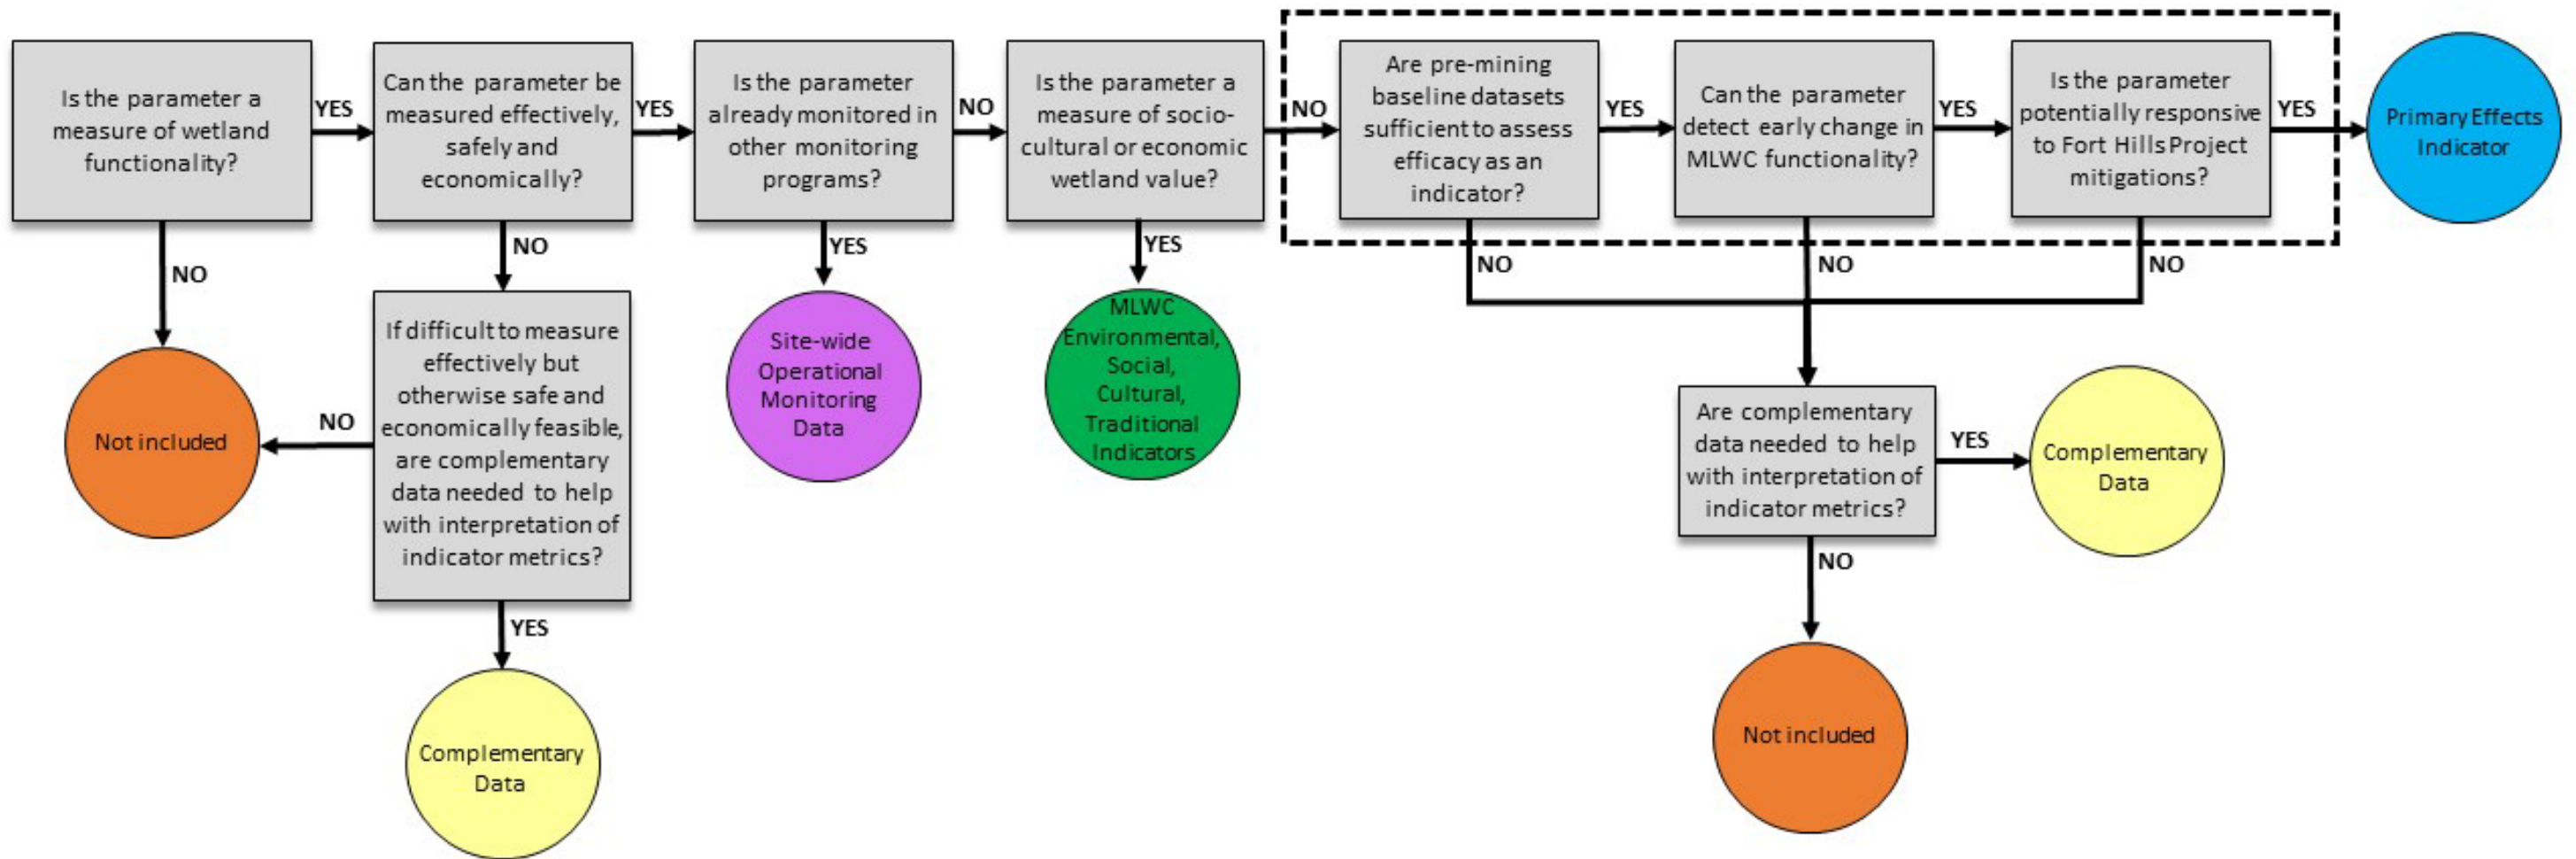 Is the parameter a
measure of wetland
functionality?
YES
Can the parameter be
measured effectively,
safely and
economically?
YES
Is the parameter
already monitored in
other monitoring
programs?
NO
Is the parameter a
measure of socio-
cultural or economic
wetland value?
NO
Are pre-mining
baseline datasets
sufficient to assess
efficacy as an
indicator?
YES
Can the parameter
detect early change in
MLWC functionality?
YES
Is the parameter
potentially responsive
to Fort Hills Project
mitigations?
YES
Primary Effects
Indicator
NO
NO
YES
YES
NO
NO
NO
Not included
NO
If difficult to measure
effectively but
otherwise safe and
economically feasible,
are complementary
data needed to help
with interpretation of
indicator metrics?
Site-wide
Operational
Monitoring
Data
MLWC
Environmental,
Social,
Cultural,
Traditional
Indicators
Are complementary
data needed to help
with interpretation of
indicator metrics?
YES
Complementary
Data
NO
YES
Complementary
Data
Not included